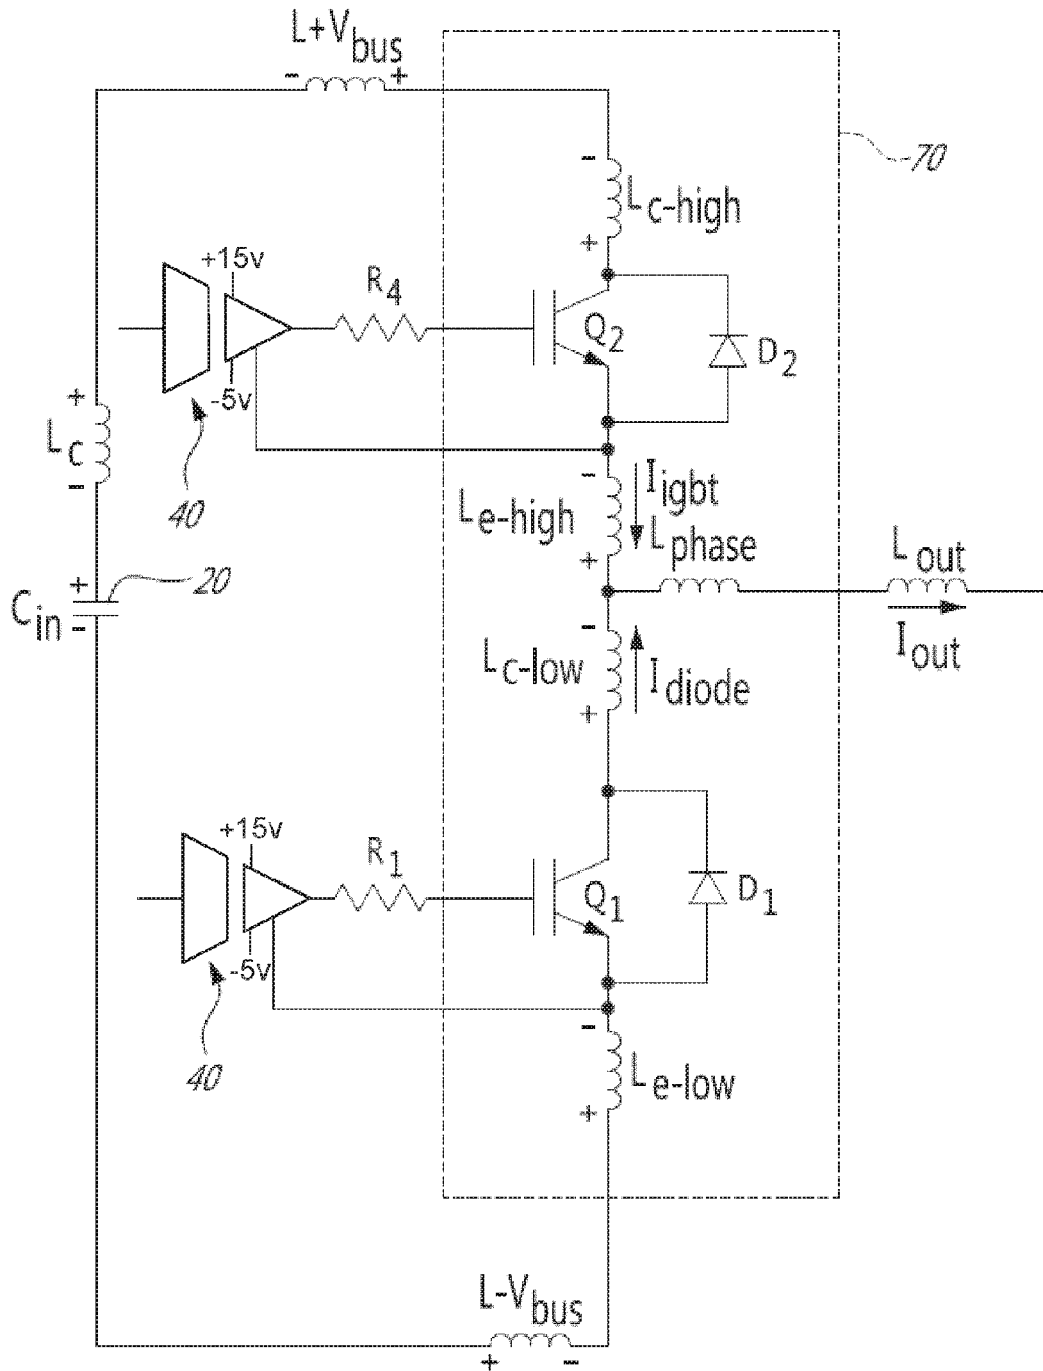 L+Vbus
- +
70
-
Lc-high
+
+15v
R4
Q2
D2
-5v
+
Lc
-
40
-
Iigbt
Le-high
Lphase
+
Lout
+
20
Cin
-
Iout
-
Lc-low
Idiode
+
+15v
R1
Q1
D1
-5v
40
-
Le-low
+
L-Vbus
+ -